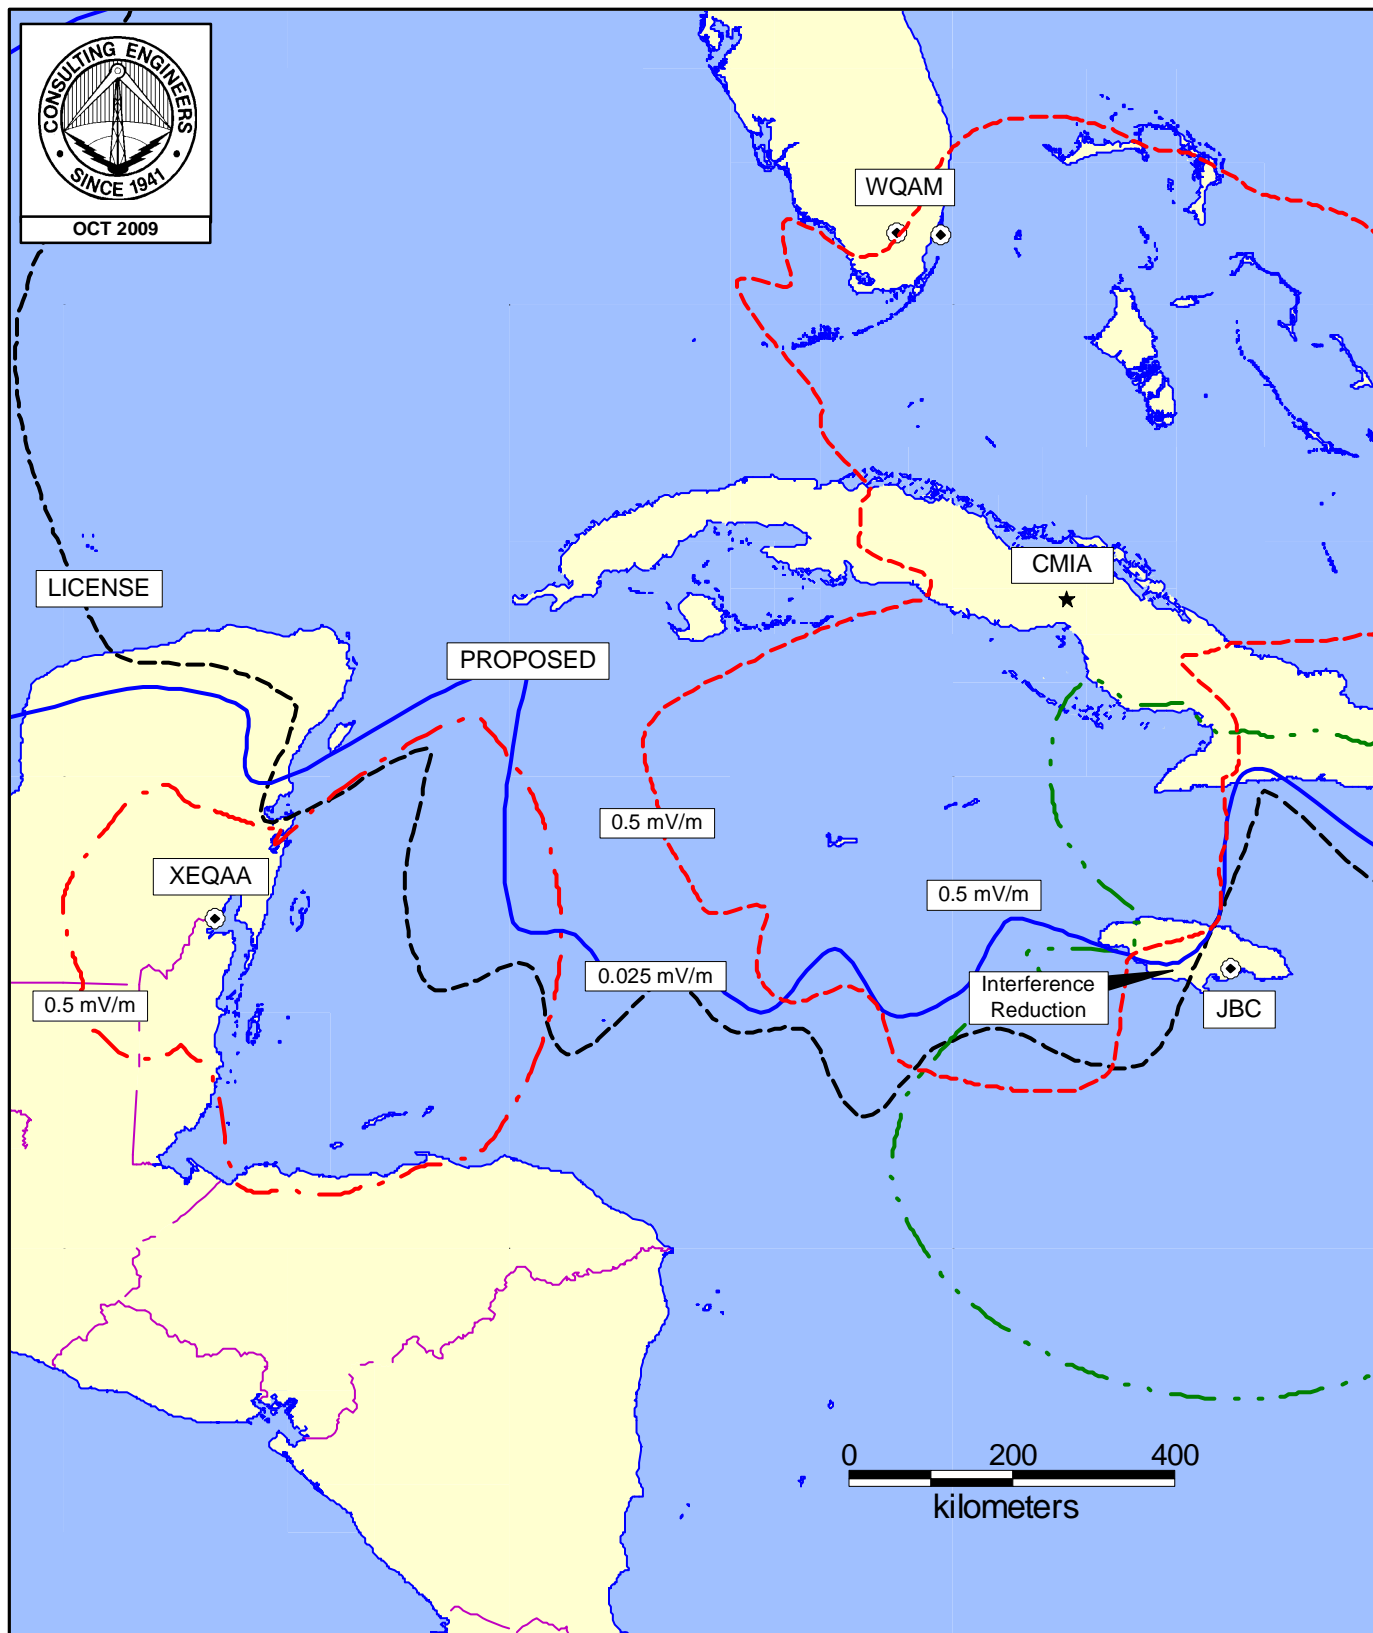 CONSULTING ENGINEERS
SINCE 1941
OCT 2009
WQAM
CMIA
LICENSE
PROPOSED
0.5 mV/m
XEQAA
0.5 mV/m
0.025 mV/m
Interference
Reduction
0.5 mV/m
JBC
0 200 400
kilometers